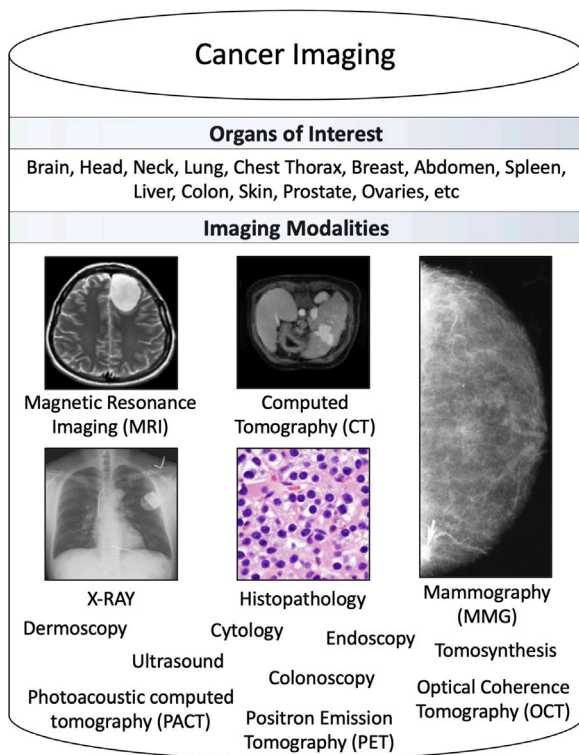 Cancer Imaging
Organs of Interest
Brain, Head, Neck, Lung, Chest Thorax, Breast, Abdomen, Spleen,
Liver, Colon, Skin, Prostate, Ovaries, etc
Imaging Modalities
Magnetic Resonance
Imaging (MRI)
Computed
Tomography (CT)
L
X-RAY
Histopathology
Mammography
(MMG)
Dermoscopy
Cytology
Endoscopy
Tomosynthesis
Ultrasound
Colonoscopy
Photoacoustic computed
tomography (PACT)
Positron Emission
Tomography (PET)
Optical Coherence
Tomography (OCT)